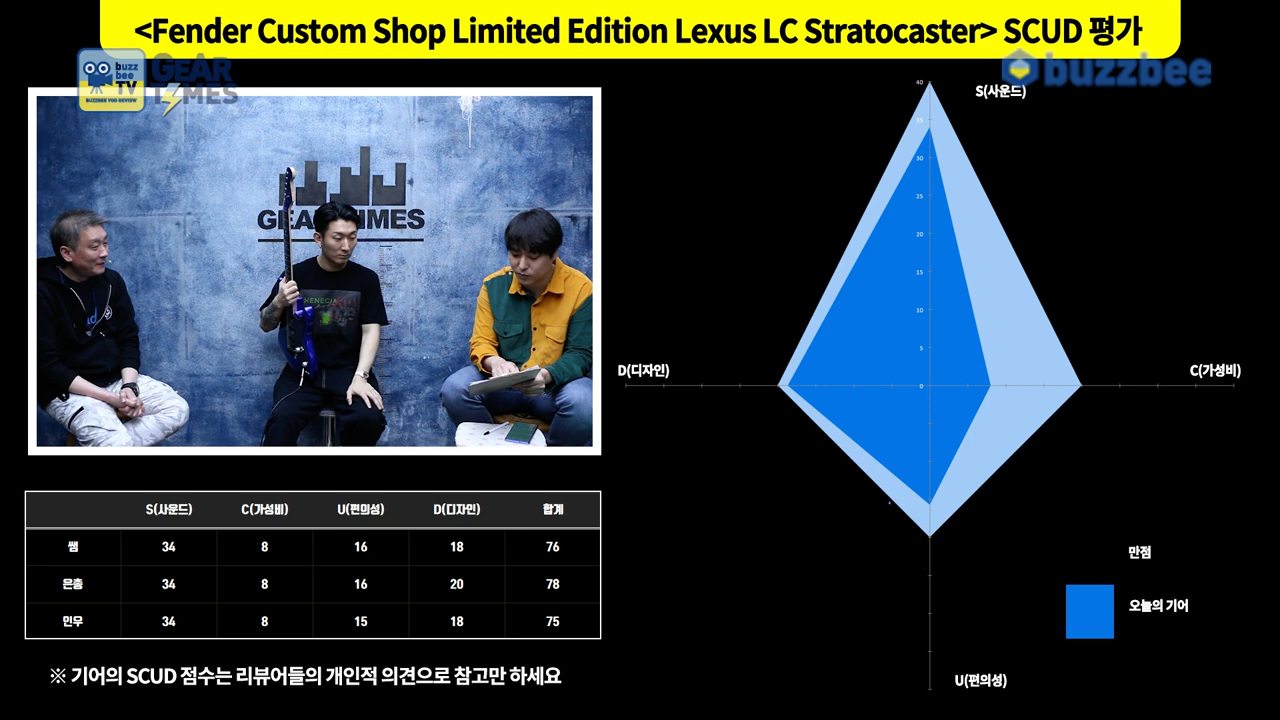 <Fender Custom Shop Limited Edition Lexus LC Stratocaster> SCUD 평가
buzz
bee
TV
BUZZBEE VOD REVIEW
GEAR
TIMES
buzzbee
GEAR TIMES
HENECIA
S(사운드)
40
35
30
25
20
15
10
5
0
D(디자인)
C(가성비)
U(편의성)
만점
오늘의 기어
S(사운드) C(가성비) U(편의성) D(디자인) 합계
쌤 34 8 16 18 76
은총 34 8 16 20 78
민우 34 8 15 18 75
※ 기어의 SCUD 점수는 리뷰어들의 개인적 의견으로 참고만 하세요